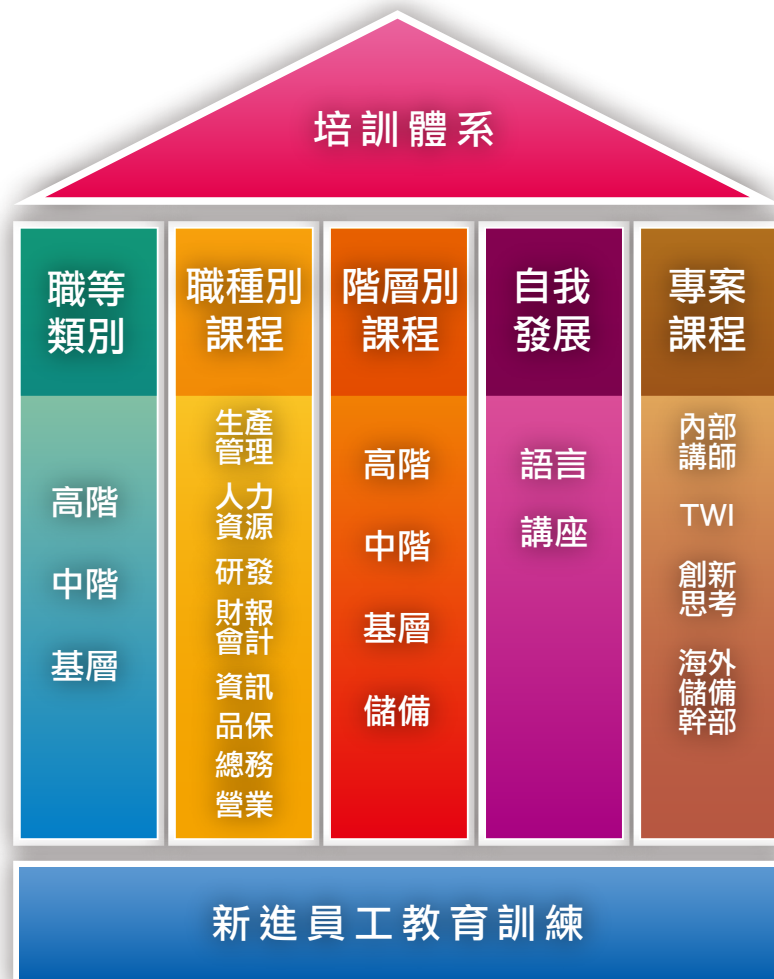 培訓體系
職等
類別
高階
中階
基層
職種別
課程
生產
管理
人力
資源
研發
財報
會計
資訊
品保
總務
營業
階層別
課程
高階
中階
基層
儲備
自我
發展
語言
講座
專案
課程
內部
講師
TWI
創新
思考
海外
儲備
幹部
新進員工教育訓練